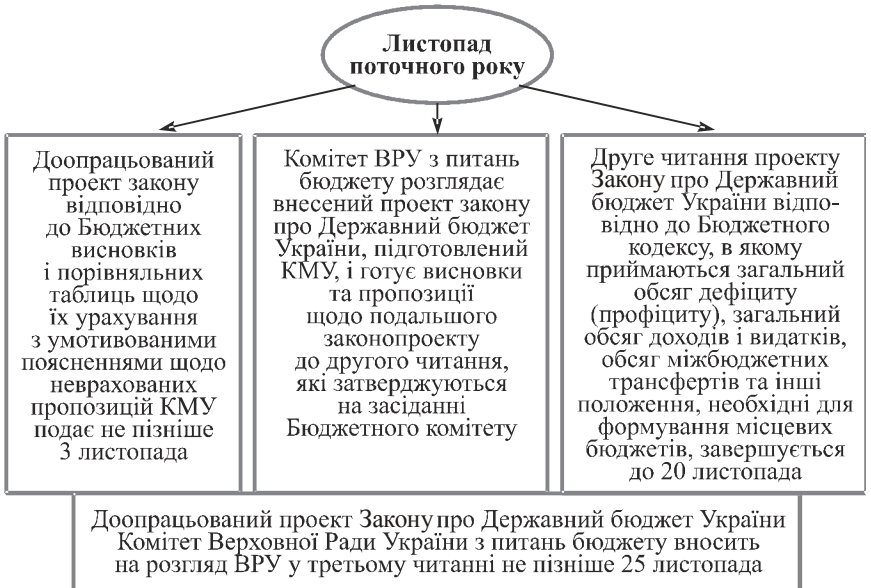 Листопад
поточного року
Доопрацьований
проект закону
відповідно
до Бюджетних
висновків
і порівняльних
таблиць щодо
їх урахування
з умотивованими
поясненнями щодо
неврахованих
пропозицій КМУ
подає не пізніше
3 листопада
Комітет ВРУ з питань
бюджету розглядає
внесений проект закону
про Державний бюджет
України, підготовлений
КМУ, і готує висновки
та пропозиції
щодо подальшого
законопроекту
до другого читання,
які затверджуються
на засіданні
Бюджетного комітету
Друге читання проекту
Закону про Державний
бюджет України відпо-
відно до Бюджетного
кодексу, в якому
приймаються загальний
обсяг дефіциту
(профіциту), загальний
обсяг доходів і видатків,
обсяг міжбюджетних
трансфертів та інші
положення, необхідні для
формування місцевих
бюджетів, завершується
до 20 листопада
Доопрацьований проект Закону про Державний бюджет України
Комітет Верховної Ради України з питань бюджету вносить
на розгляд ВРУ у третьому читанні не пізніше 25 листопада